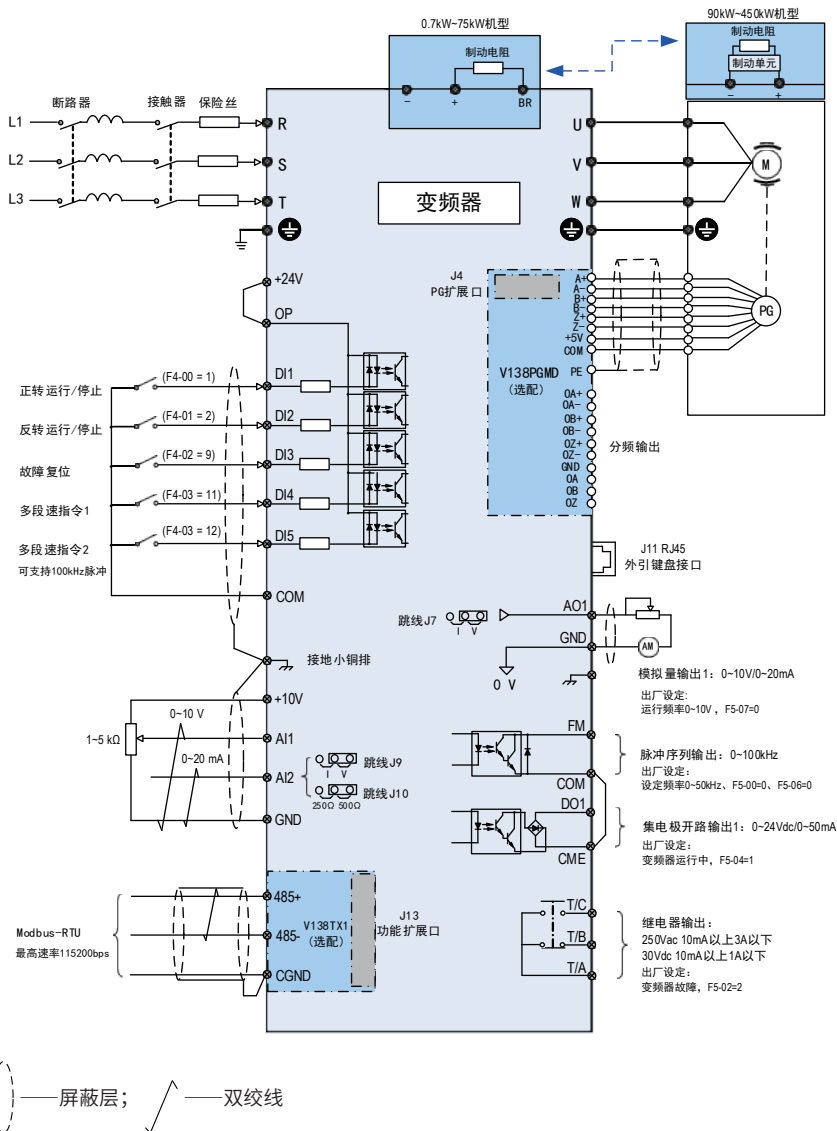 0.7kW~75kW机型
90kW~450kW机型
制动电阻
制动电阻
制动单元
−
+
BR
−
+
断路器
接触器
保险丝
L1
L2
L3
R
S
T
变频器
U
V
W
M
PG
+24V
OP
J4
PG扩展口
A+
A−
B+
B−
Z+
Z−
+5V
COM
PE
V138PGMD
(选配)
OA+
OA−
OB+
OB−
OZ+
OZ−
GND
OA
OB
OZ
分频输出
正转运行/停止
(F4-00 = 1)
DI1
反转运行/停止
(F4-01 = 2)
DI2
故障复位
(F4-02 = 9)
DI3
多段速指令1
(F4-03 = 11)
DI4
多段速指令2
(F4-03 = 12)
DI5
可支持100kHz脉冲
COM
J11 RJ45
外引键盘接口
跳线J7
I V
AO1
GND
0 V
AM
模拟量输出1：0~10V/0~20mA
出厂设定:
运行频率0~10V，F5-07=0
接地小铜排
+10V
0~10 V
1~5 kΩ
AI1
0~20 mA
AI2
GND
跳线J9
I V
跳线J10
250Ω 500Ω
FM
COM
脉冲序列输出：0~100kHz
出厂设定：
设定频率0~50kHz、F5-00=0、F5-06=0
DO1
CME
集电极开路输出1：0~24Vdc/0~50mA
出厂设定：
变频器运行中，F5-04=1
Modbus-RTU
最高速率115200bps
485+
485-
CGND
V138TX1
(选配)
J13
功能扩展口
T/C
T/B
T/A
继电器输出：
250Vac 10mA以上3A以下
30Vdc 10mA以上1A以下
出厂设定：
变频器故障，F5-02=2
——屏蔽层；
——双绞线